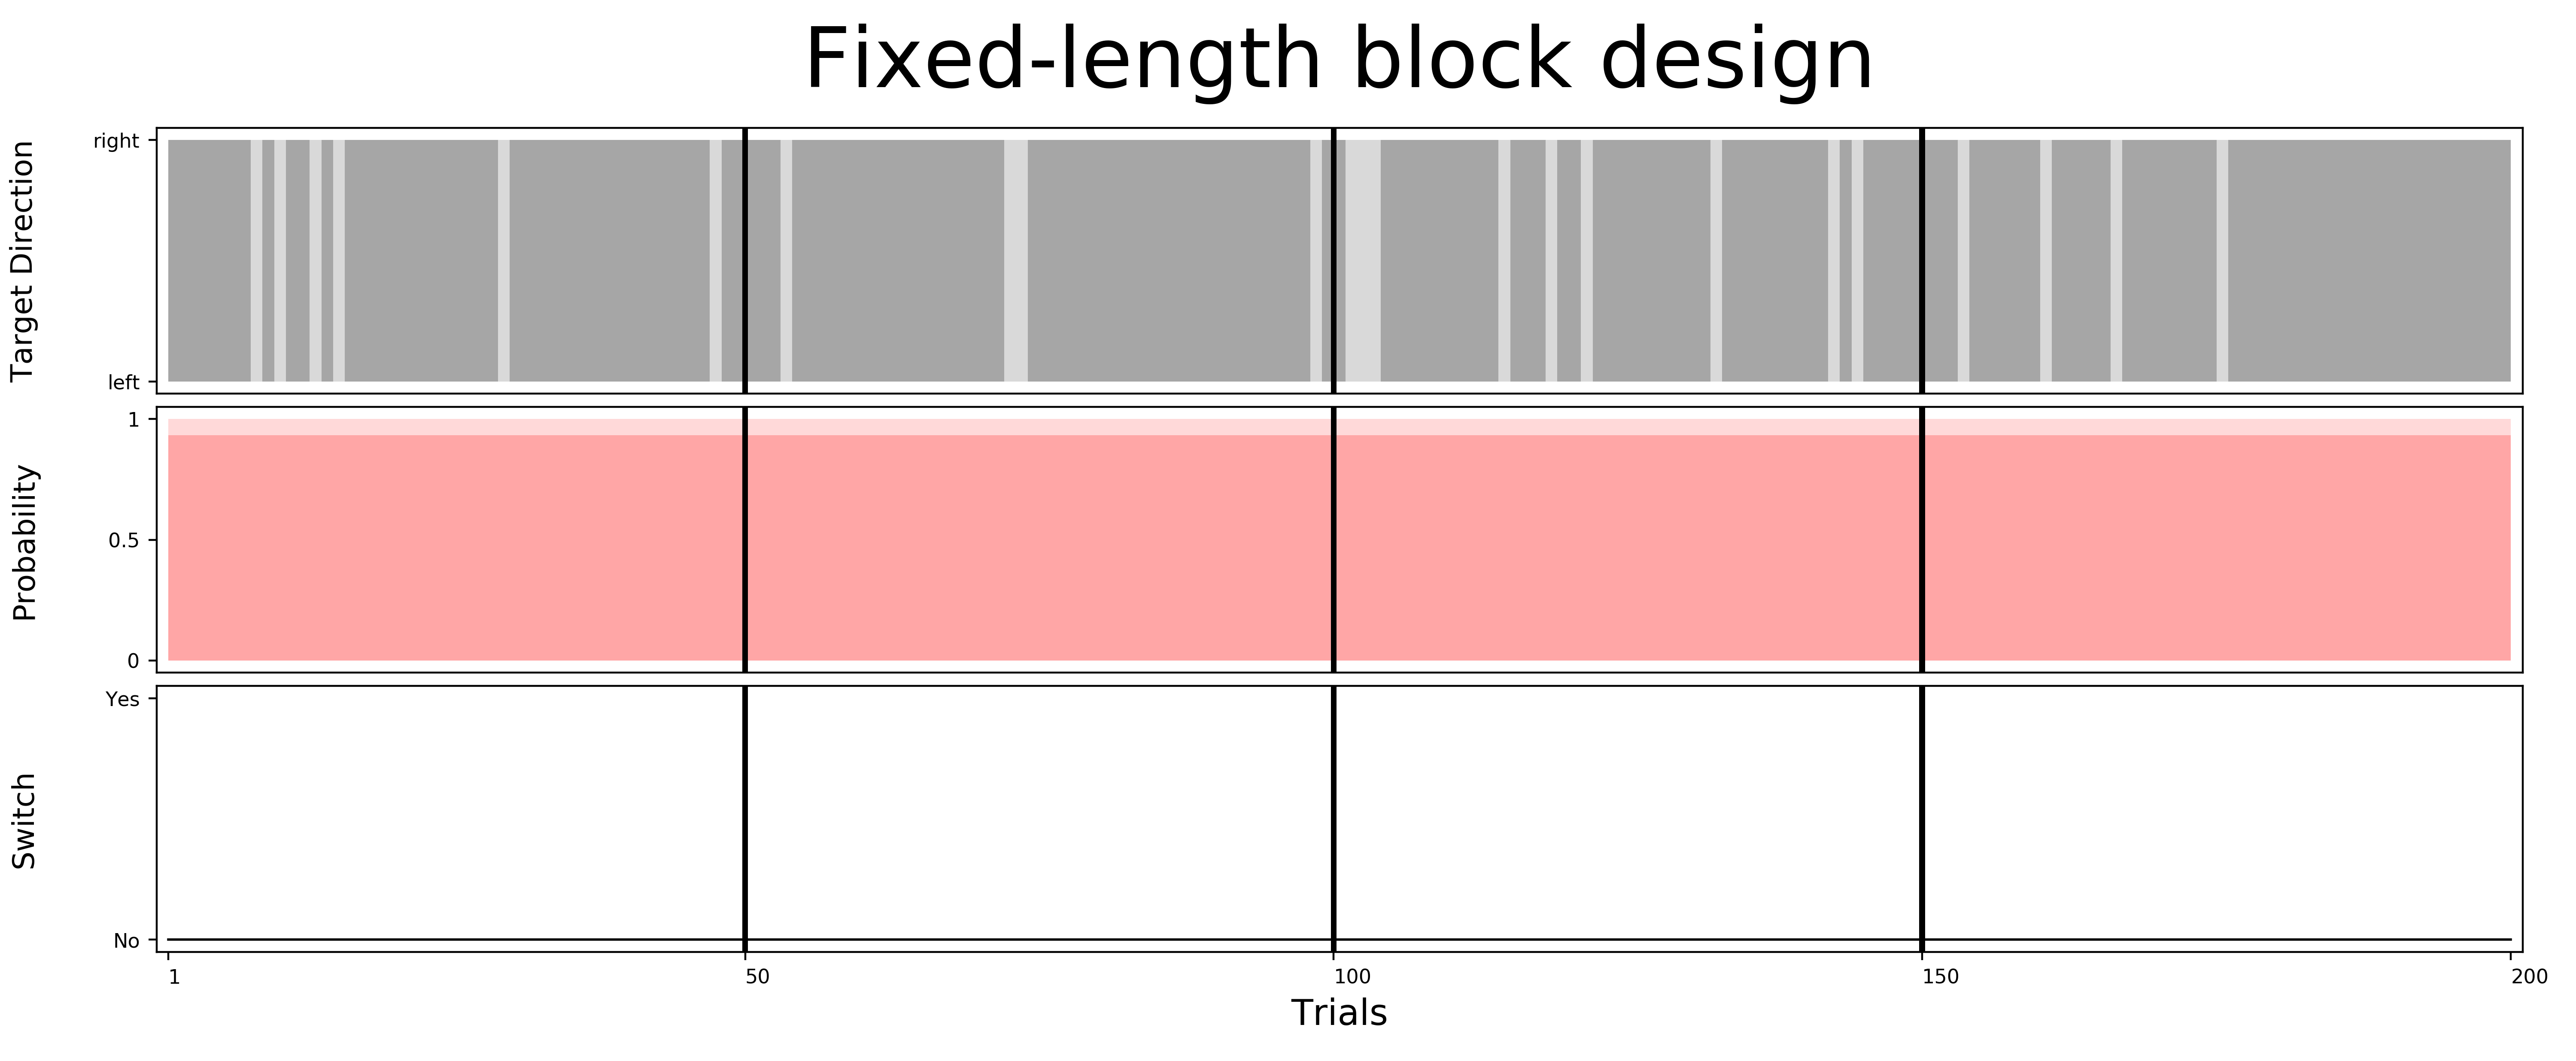 Fixed-length block design
Target Direction
right
left
Probability
1
0.5
0
Switch
Yes
No
1 50 100 150 200
Trials